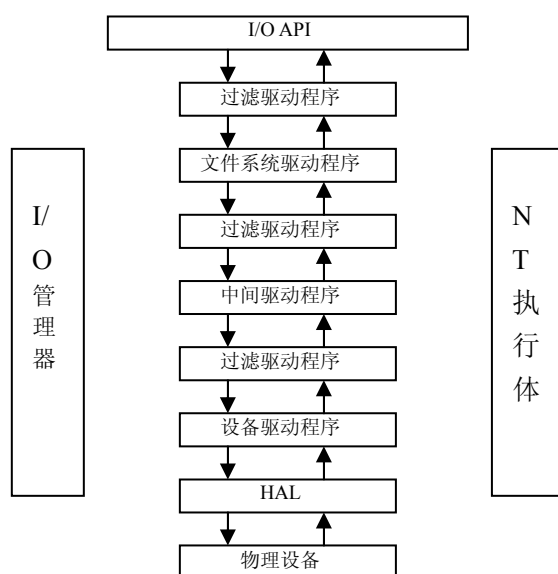 I/O API
过滤驱动程序
文件系统驱动程序
过滤驱动程序
中间驱动程序
过滤驱动程序
设备驱动程序
HAL
物理设备
I/
O
管
理
器
N
T
执
行
体